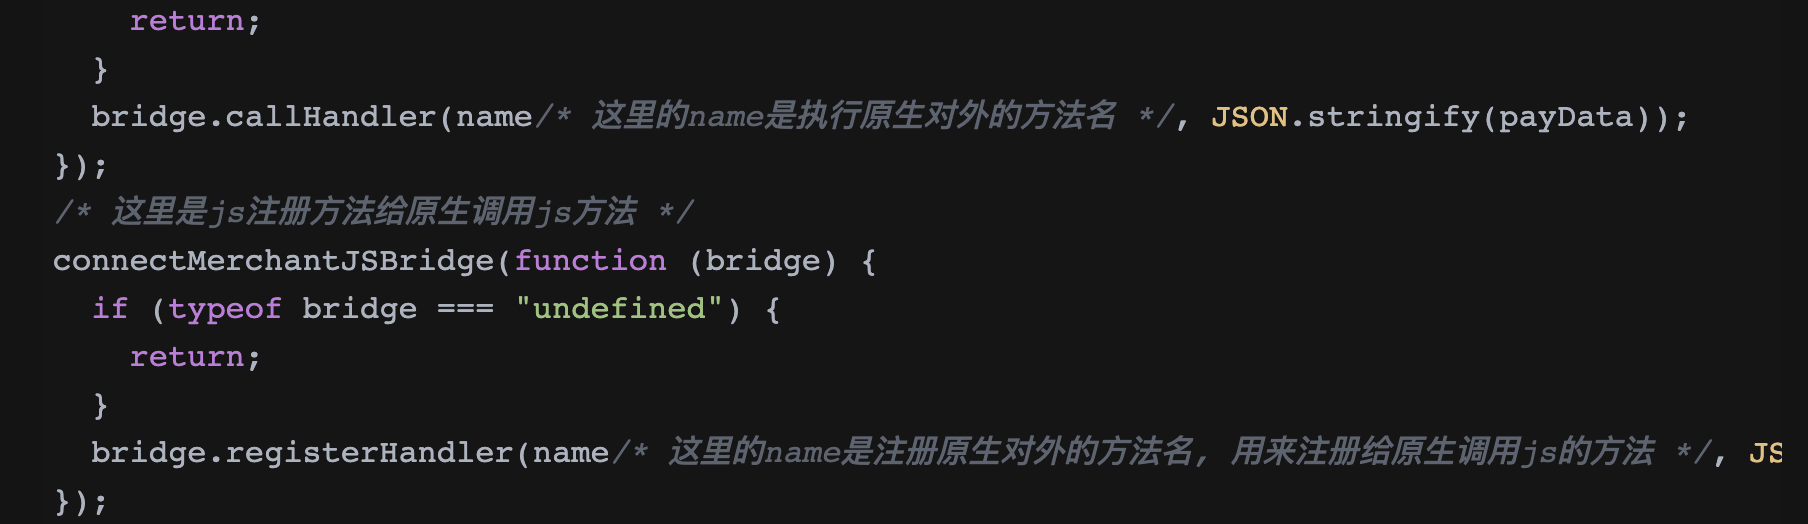 return;
}
bridge.callHandler(name/* 这里的name是执行原生对外的方法名 */, JSON.stringify(payData));
});
/* 这里是js注册方法给原生调用js方法 */
connectMerchantJSBridge(function (bridge) {
if (typeof bridge === "undefined") {
return;
}
bridge.registerHandler(name/* 这里的name是注册原生对外的方法名, 用来注册给原生调用js的方法 */, JS
});